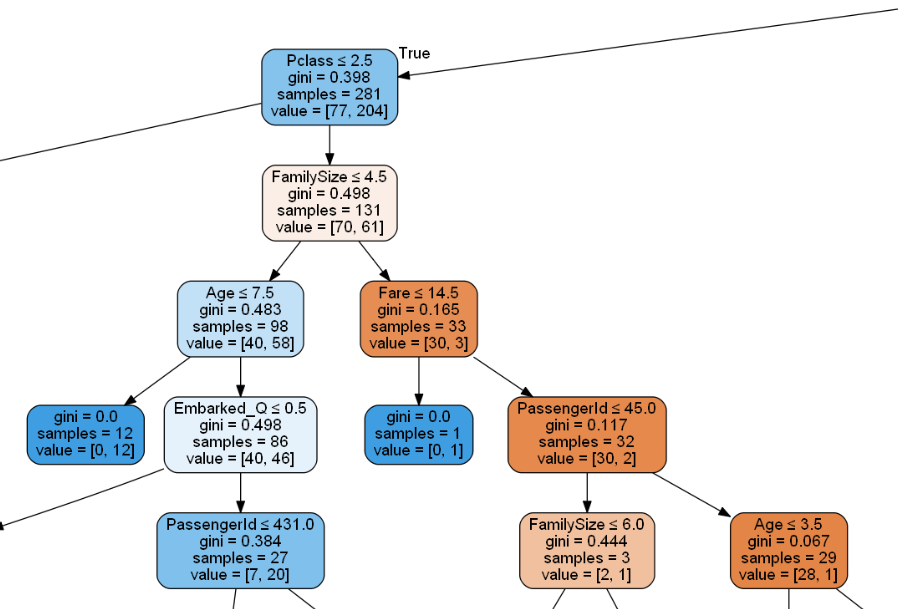 True
Pclass ≤ 2.5
gini = 0.398
samples = 281
value = [77, 204]
FamilySize ≤ 4.5
gini = 0.498
samples = 131
value = [70, 61]
Age ≤ 7.5
gini = 0.483
samples = 98
value = [40, 58]
Fare ≤ 14.5
gini = 0.165
samples = 33
value = [30, 3]
gini = 0.0
samples = 12
value = [0, 12]
Embarked_Q ≤ 0.5
gini = 0.498
samples = 86
value = [40, 46]
gini = 0.0
samples = 1
value = [0, 1]
PassengerId ≤ 45.0
gini = 0.117
samples = 32
value = [30, 2]
PassengerId ≤ 431.0
gini = 0.384
samples = 27
value = [7, 20]
FamilySize ≤ 6.0
gini = 0.444
samples = 3
value = [2, 1]
Age ≤ 3.5
gini = 0.067
samples = 29
value = [28, 1]